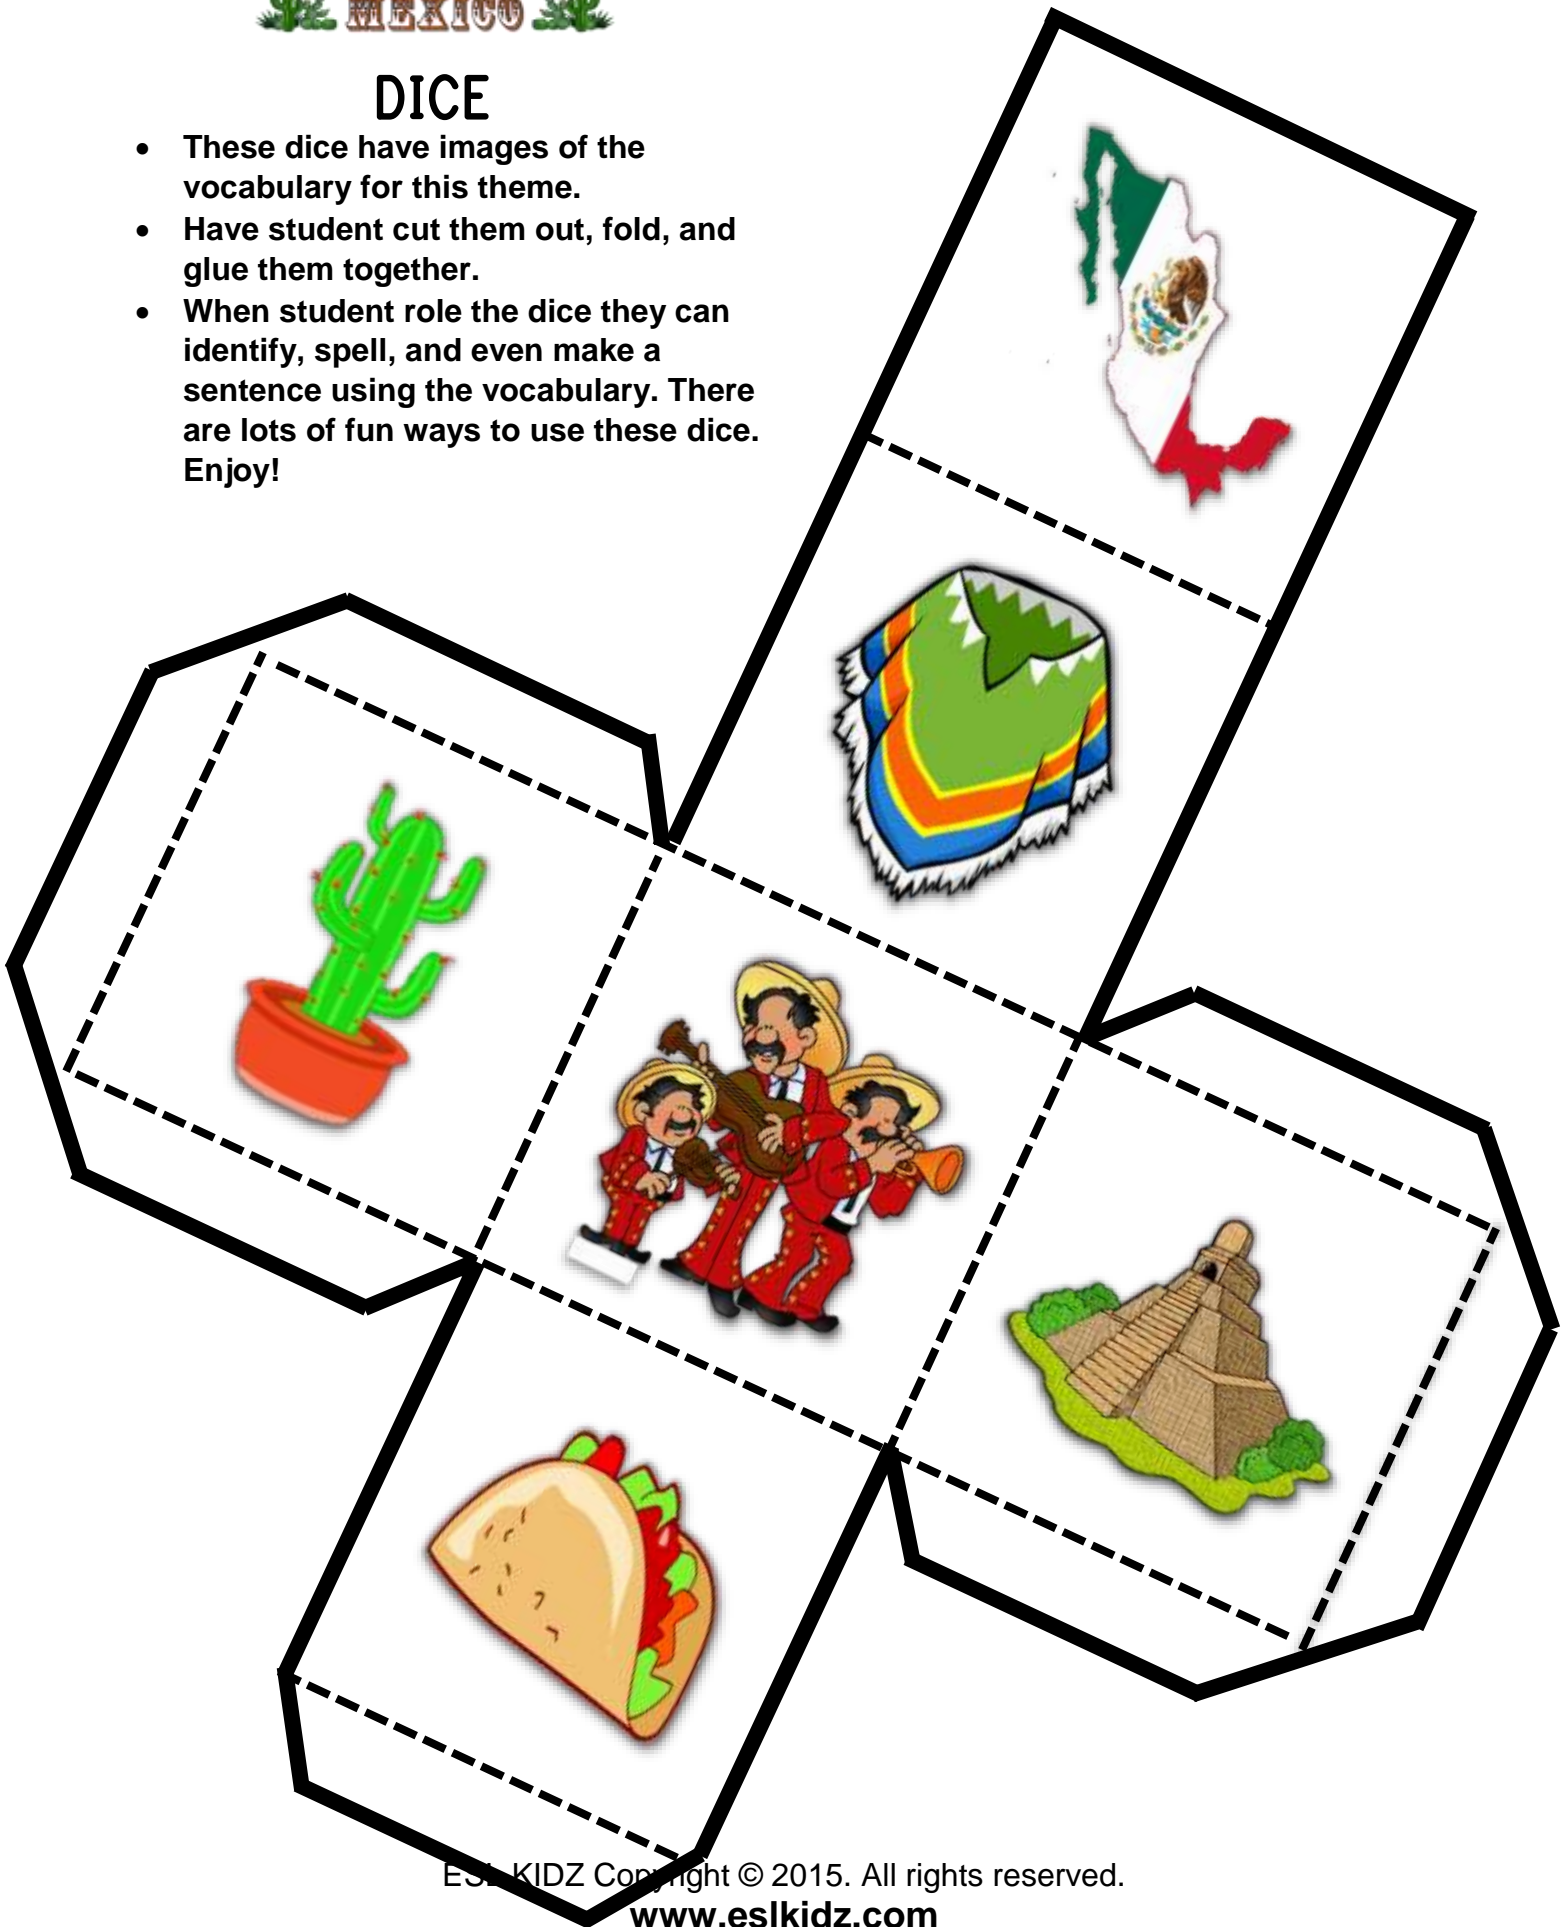 MEXICO
DICE
• These dice have images of the
vocabulary for this theme.
• Have student cut them out, fold, and
glue them together.
• When student role the dice they can
identify, spell, and even make a
sentence using the vocabulary. There
are lots of fun ways to use these dice.
Enjoy!
ESL KIDZ Copyright © 2015. All rights reserved.
www.eslkidz.com